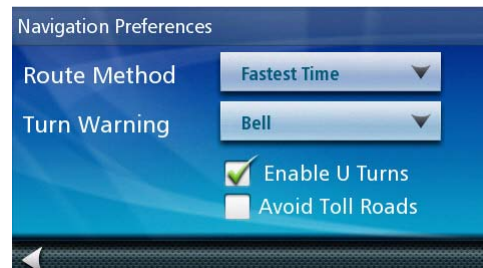 Navigation Preferences
Route Method Fastest Time
Turn Warning Bell
Enable U Turns
Avoid Toll Roads